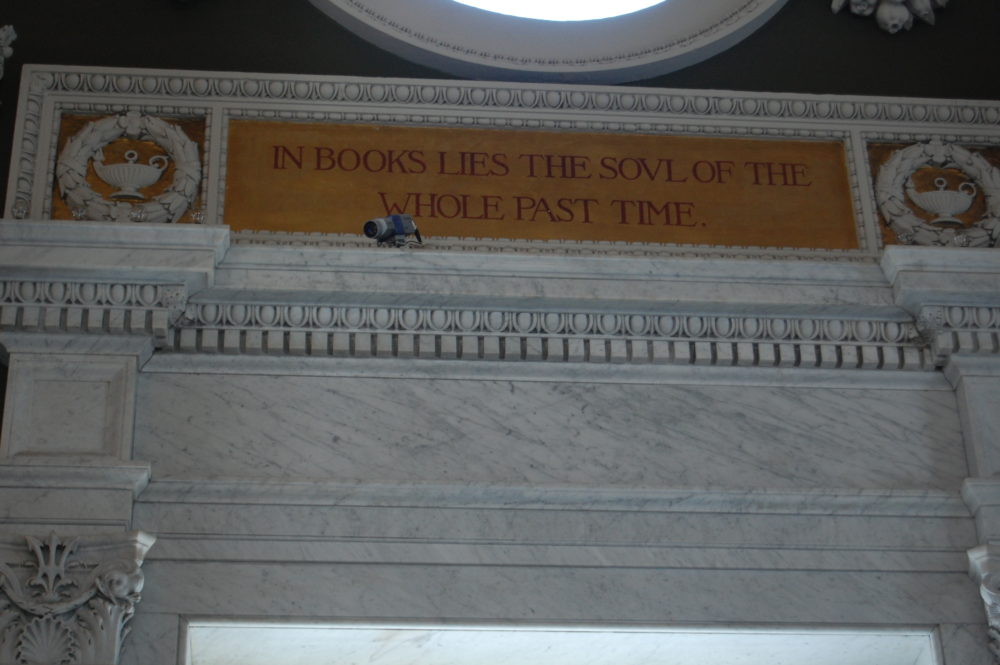 IN BOOKS LIES THE SOVL OF THE
WHOLE PAST TIME.